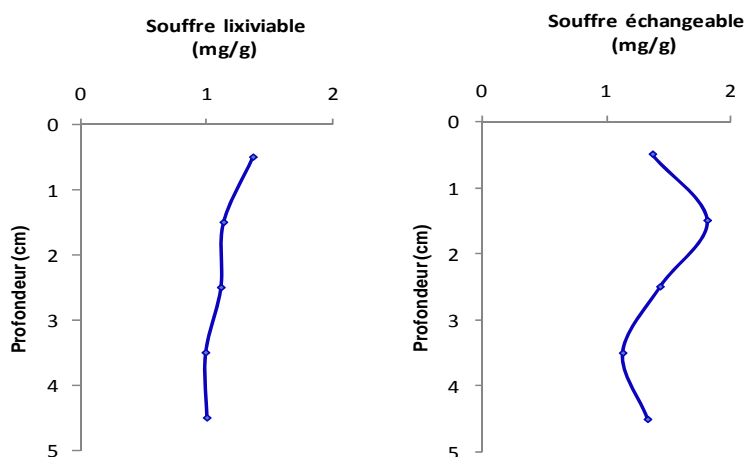 Souffre lixiviable
(mg/g)
0 1 2
0
1
2
3
4
5
Profondeur (cm)
Souffre échangeable
(mg/g)
0 1 2
0
1
2
3
4
5
Profondeur (cm)